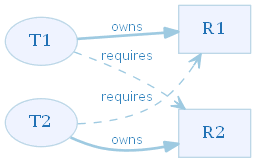 owns
T1
R1
requires
requires
T2
R2
owns